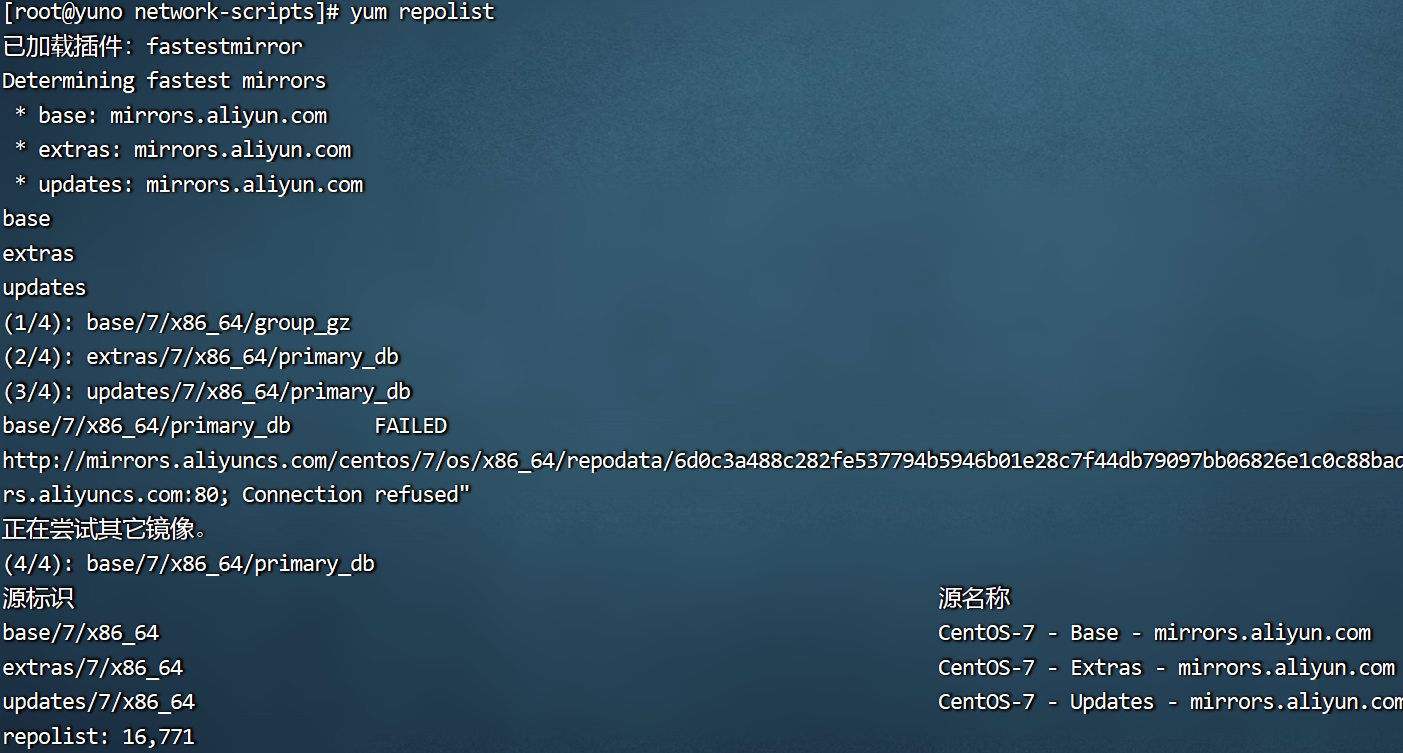 [root@yuno network-scripts]# yum repolist
已加载插件：fastestmirror
Determining fastest mirrors
 * base: mirrors.aliyun.com
 * extras: mirrors.aliyun.com
 * updates: mirrors.aliyun.com
base
extras
updates
(1/4): base/7/x86_64/group_gz
(2/4): extras/7/x86_64/primary_db
(3/4): updates/7/x86_64/primary_db
base/7/x86_64/primary_db       FAILED
http://mirrors.aliyuncs.com/centos/7/os/x86_64/repodata/6d0c3a488c282fe537794b5946b01e28c7f44db79097bb06826e1c0c88bad
rs.aliyuncs.com:80; Connection refused"
正在尝试其它镜像。
(4/4): base/7/x86_64/primary_db
源标识 源名称
base/7/x86_64 CentOS-7 - Base - mirrors.aliyun.com
extras/7/x86_64 CentOS-7 - Extras - mirrors.aliyun.com
updates/7/x86_64 CentOS-7 - Updates - mirrors.aliyun.com
repolist: 16,771